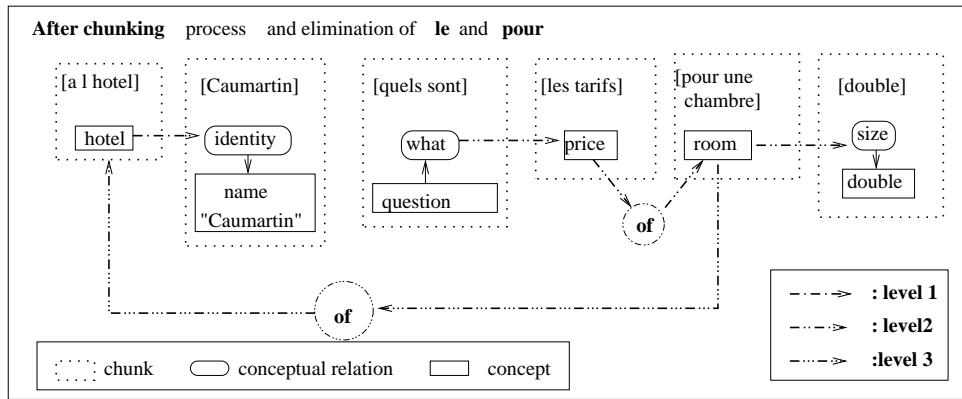 After chunking process and elimination of le and pour
[a l hotel]
[Caumartin]
[quels sont]
[les tarifs]
[pour une
chambre]
[double]
hotel
identity
name
"Caumartin"
what
question
price
of
room
size
double
of
: level 1
: level2
:level 3
chunk
conceptual relation
concept